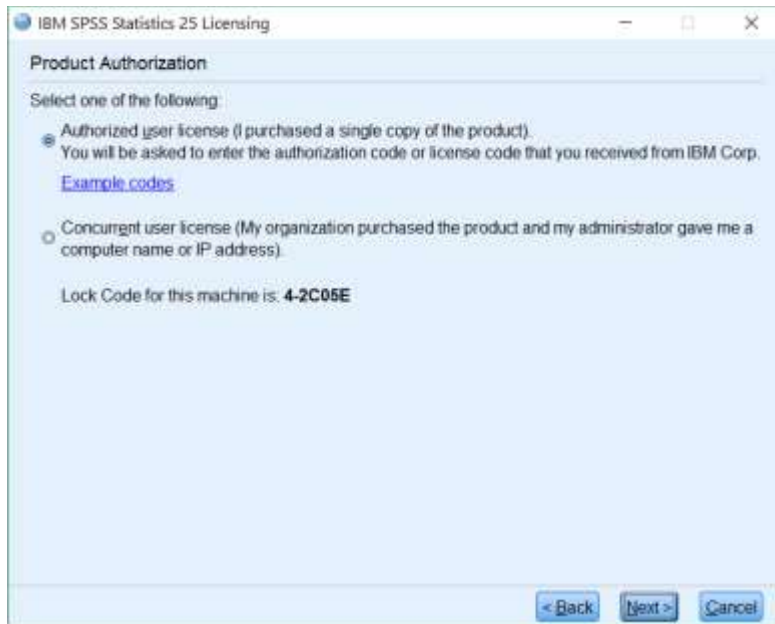 IBM SPSS Statistics 25 Licensing
Product Authorization
Select one of the following:
Authorized user license (I purchased a single copy of the product).
You will be asked to enter the authorization code or license code that you received from IBM Corp.
Example codes
Concurrent user license (My organization purchased the product and my administrator gave me a
computer name or IP address).
Lock Code for this machine is: 4-2C05E
< Back
Next >
Cancel